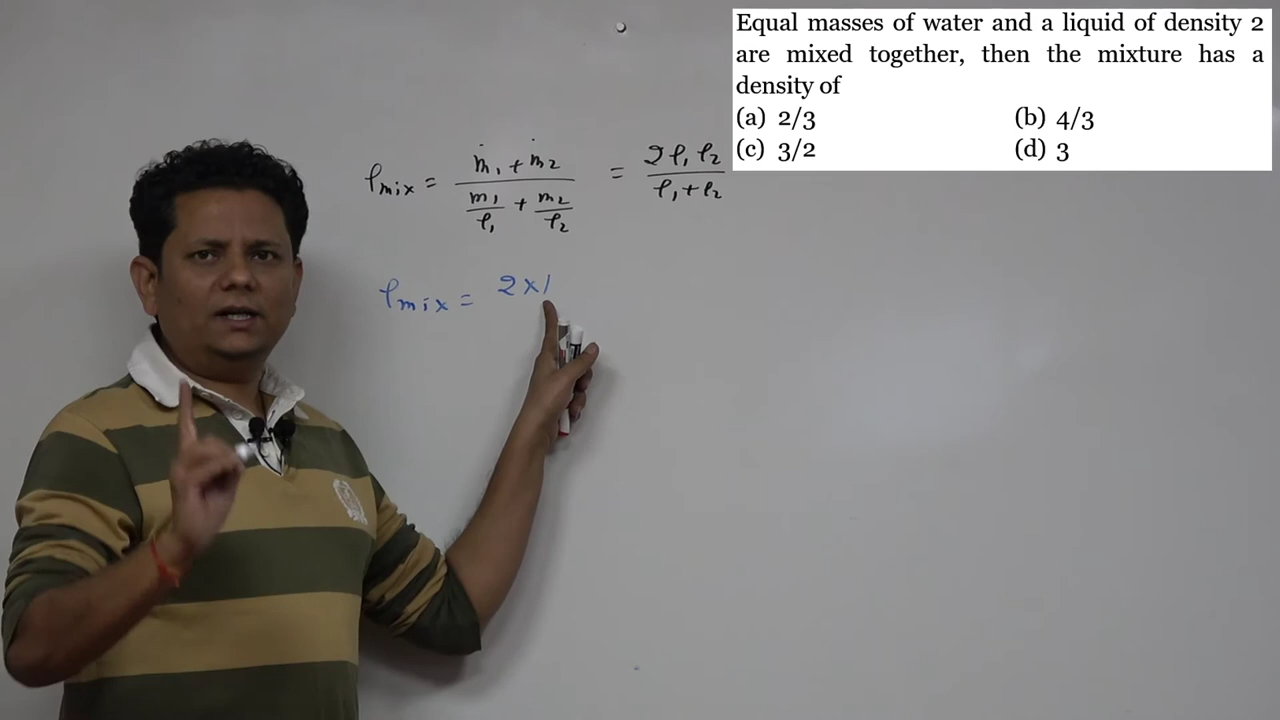 Equal masses of water and a liquid of density 2
are mixed together, then the mixture has a
density of
(a) 2/3 (b) 4/3
(c) 3/2 (d) 3
ρmix = (m₁ + m₂) / (m₁/ρ₁ + m₂/ρ₂) = 2ρ₁ρ₂ / (ρ₁+ρ₂)
ρmix = 2×1